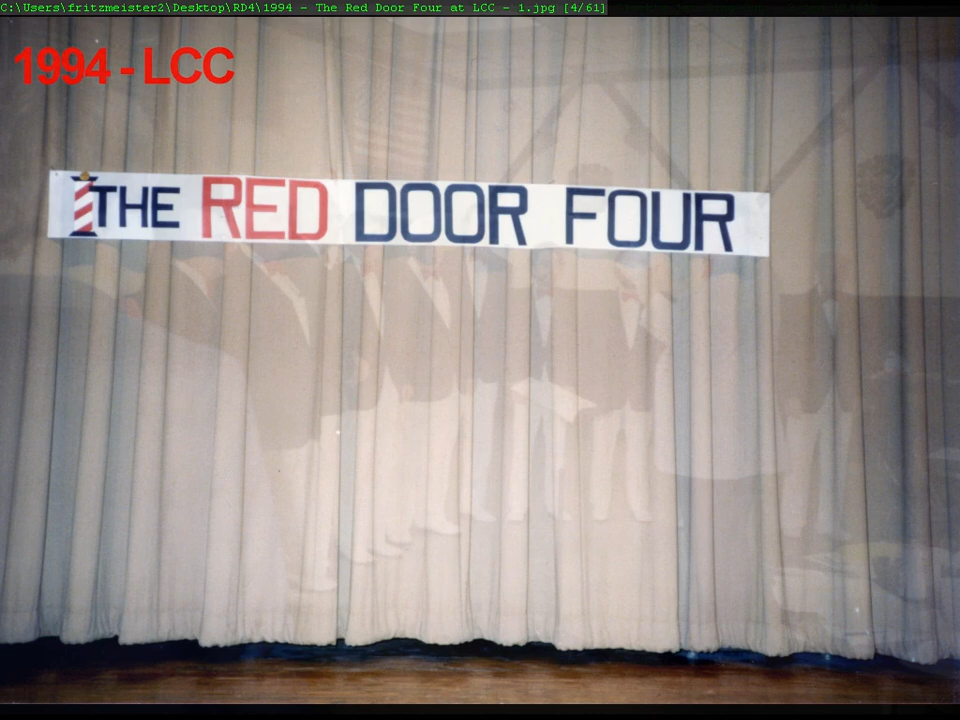 C:\Users\fritzmeister2\Desktop\RD4\1994 - The Red Door Four at LCC - 1.jpg [4/61]
1994 - LCC
THE RED DOOR FOUR